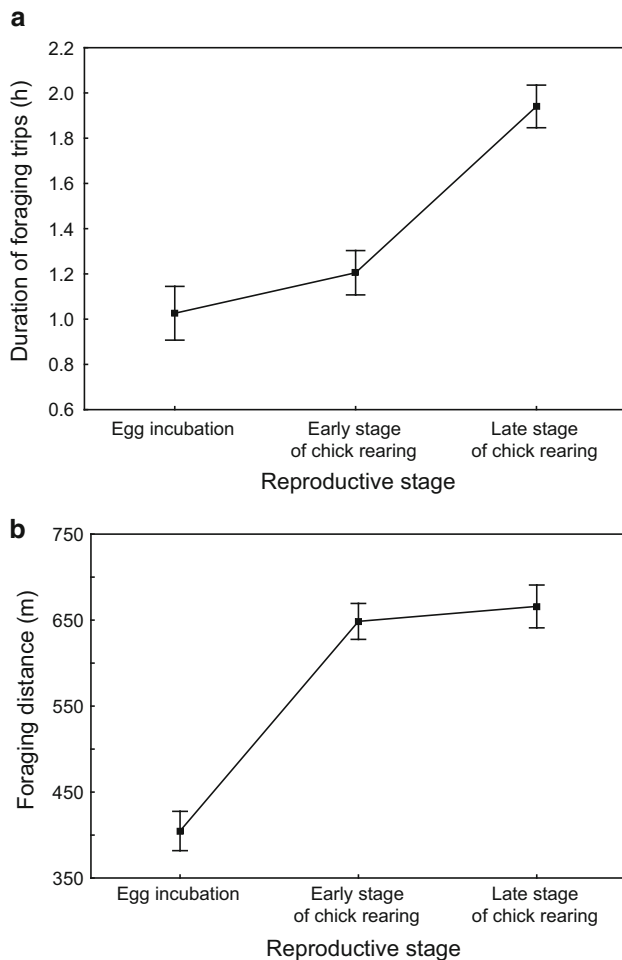 a
Duration of foraging trips (h)
2.2
2.0
1.8
1.6
1.4
1.2
1.0
0.8
0.6
Egg incubation
Early stage
of chick rearing
Late stage
of chick rearing
Reproductive stage
b
Foraging distance (m)
750
650
550
450
350
Egg incubation
Early stage
of chick rearing
Late stage
of chick rearing
Reproductive stage